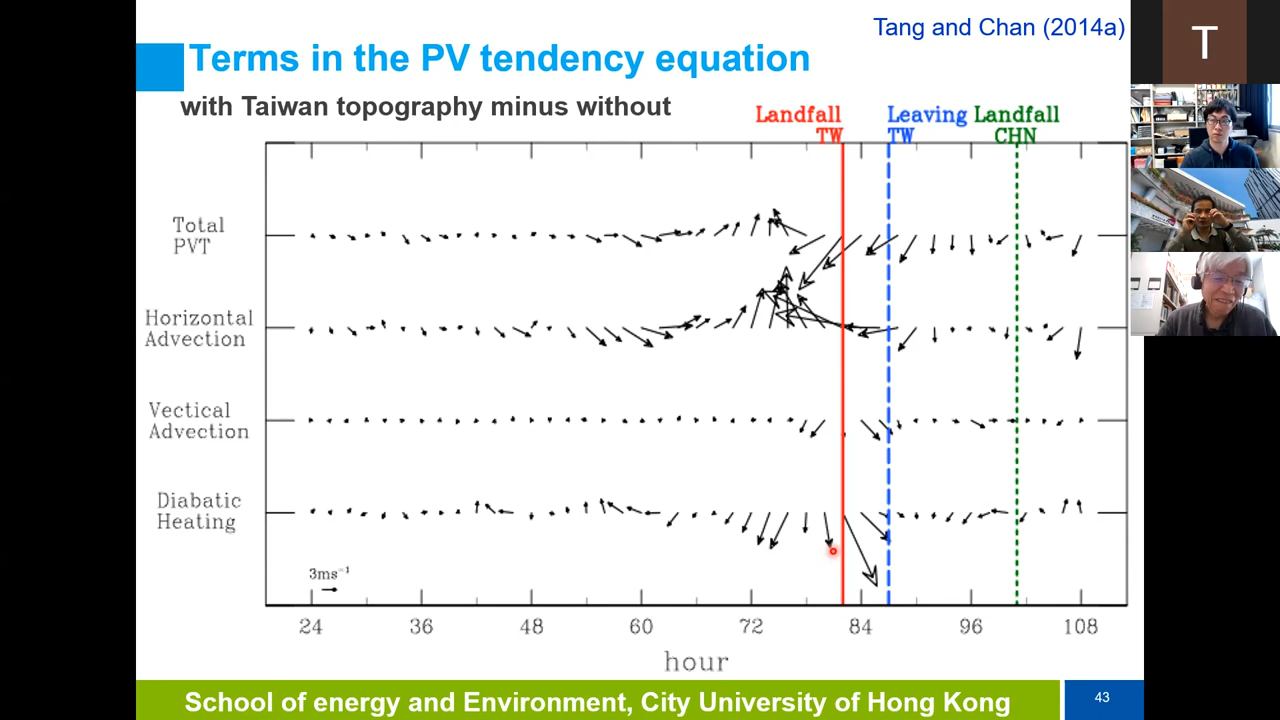 Tang and Chan (2014a)
T
Terms in the PV tendency equation
with Taiwan topography minus without
Landfall TW
Leaving TW
Landfall CHN
Total PVT
Horizontal Advection
Vectical Advection
Diabatic Heating
3ms⁻¹
24 36 48 60 72 84 96 108
hour
School of energy and Environment, City University of Hong Kong
43